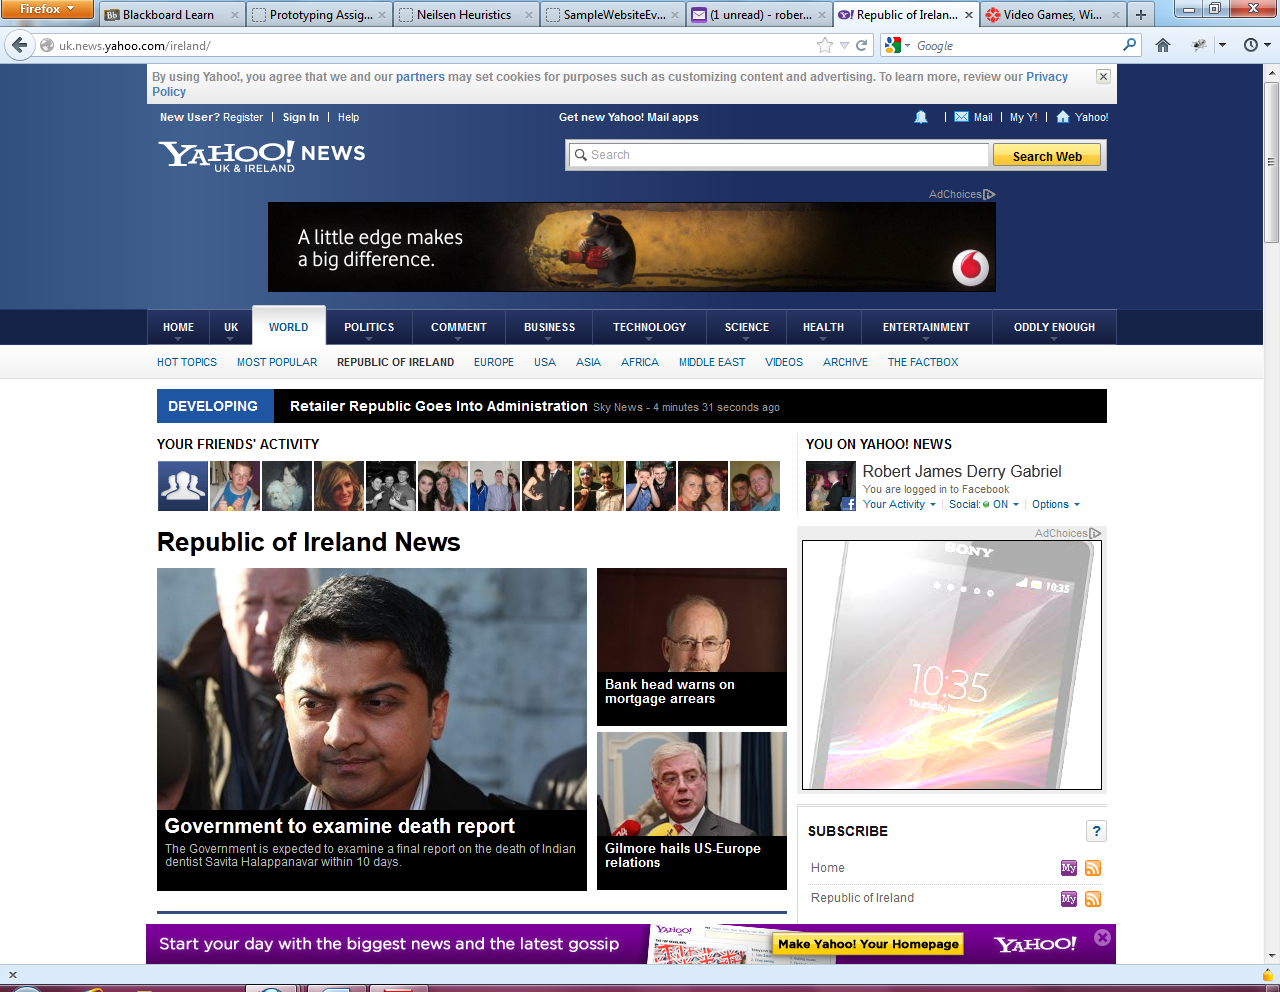 Firefox
Bb Blackboard Learn
Prototyping Assig...
Neilsen Heuristics
SampleWebsiteEv...
(1 unread) - rober...
Republic of Irelan...
Video Games, Wi...
uk.news.yahoo.com/ireland/
Google
By using Yahoo!, you agree that we and our partners may set cookies for purposes such as customizing content and advertising. To learn more, review our Privacy
Policy
New User? Register | Sign In | Help
Get new Yahoo! Mail apps
Mail | My Y! | Yahoo!
YAHOO! NEWS
UK & IRELAND
Search
Search Web
AdChoices
A little edge makes
a big difference.
HOME UK WORLD POLITICS COMMENT BUSINESS TECHNOLOGY SCIENCE HEALTH ENTERTAINMENT ODDLY ENOUGH
HOT TOPICS MOST POPULAR REPUBLIC OF IRELAND EUROPE USA ASIA AFRICA MIDDLE EAST VIDEOS ARCHIVE THE FACTBOX
DEVELOPING Retailer Republic Goes Into Administration Sky News - 4 minutes 31 seconds ago
YOUR FRIENDS' ACTIVITY
YOU ON YAHOO! NEWS
Robert James Derry Gabriel
You are logged in to Facebook
Your Activity Social: ON Options
Republic of Ireland News
AdChoices
SONY
10:35
10:35
Thursday, January
Bank head warns on
mortgage arrears
Government to examine death report
The Government is expected to examine a final report on the death of Indian
dentist Savita Halappanavar within 10 days.
Gilmore hails US-Europe
relations
SUBSCRIBE ?
Home My
Republic of Ireland My
Start your day with the biggest news and the latest gossip
YAHOO!
Make Yahoo! Your Homepage
YAHOO!